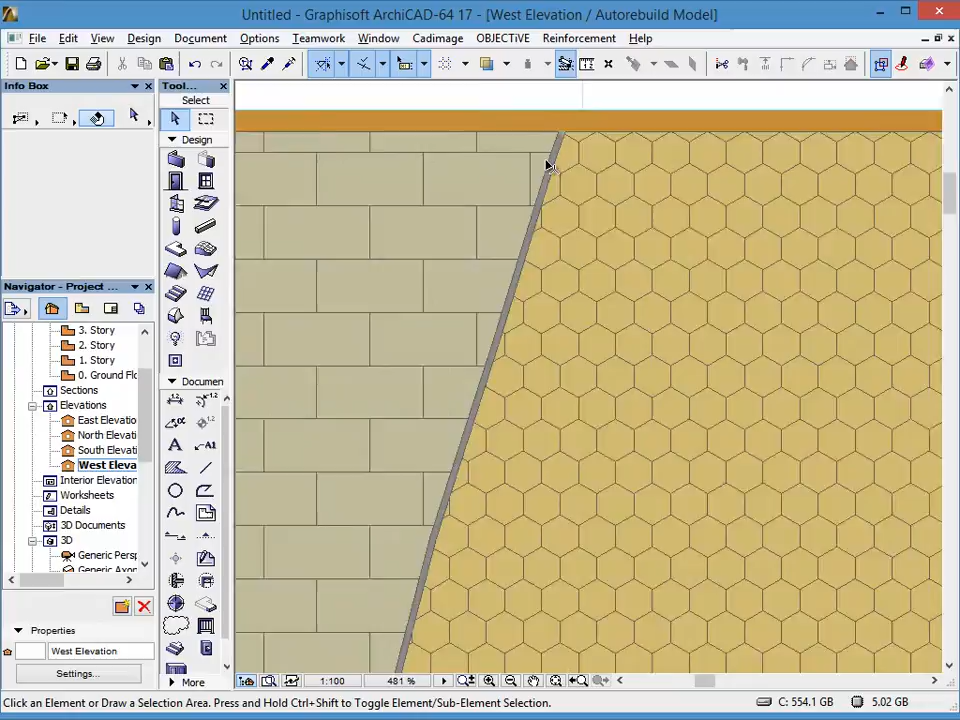 Untitled - Graphisoft ArchiCAD-64 17 - [West Elevation / Autorebuild Model]
File Edit View Design Document Options Teamwork Window Cadimage OBJECTiVE Reinforcement Help
Info Box
Tool...
Select
Design
Navigator - Project ...
3. Story
2. Story
1. Story
0. Ground Flo
Sections
Elevations
East Elevatio
North Elevati
South Elevati
West Eleva
Interior Elevation
Worksheets
Details
3D Documents
3D
Generic Persp
Documen
1.2
A
A1
More
Properties
West Elevation
Settings...
1:100
481 %
Click an Element or Draw a Selection Area. Press and Hold Ctrl+Shift to Toggle Element/Sub-Element Selection.
C: 554.1 GB
5.02 GB